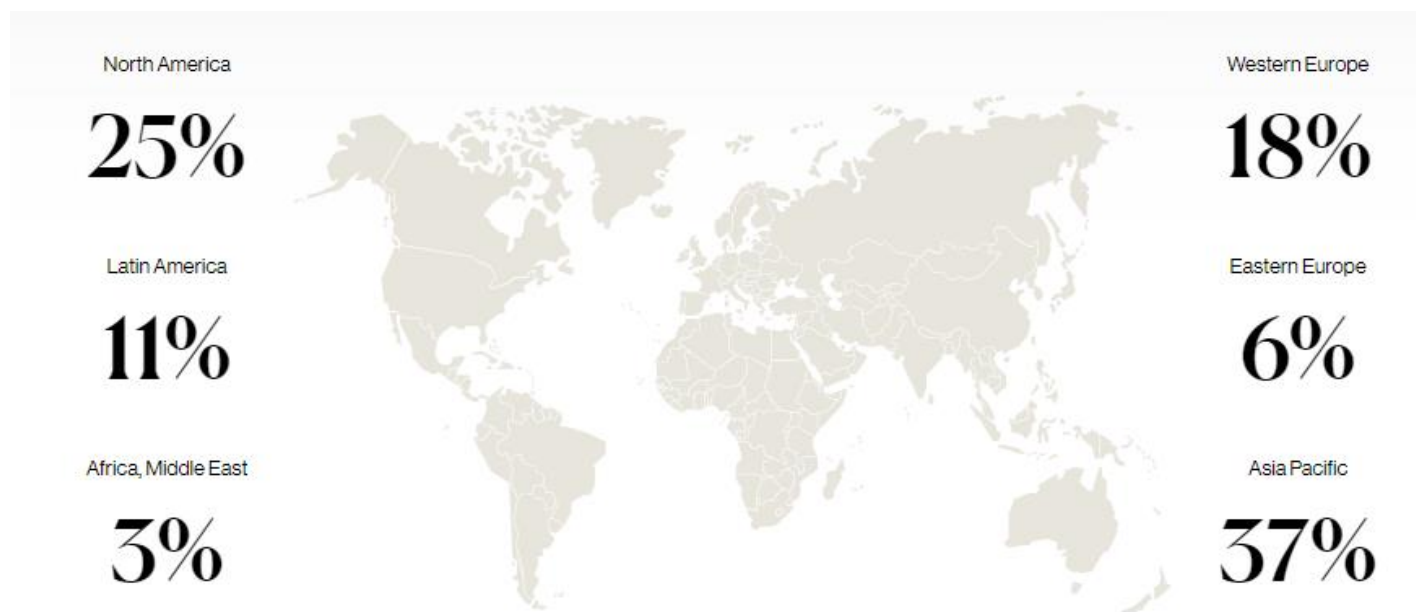 North America
25%
Western Europe
18%
Latin America
11%
Eastern Europe
6%
Africa, Middle East
3%
Asia Pacific
37%